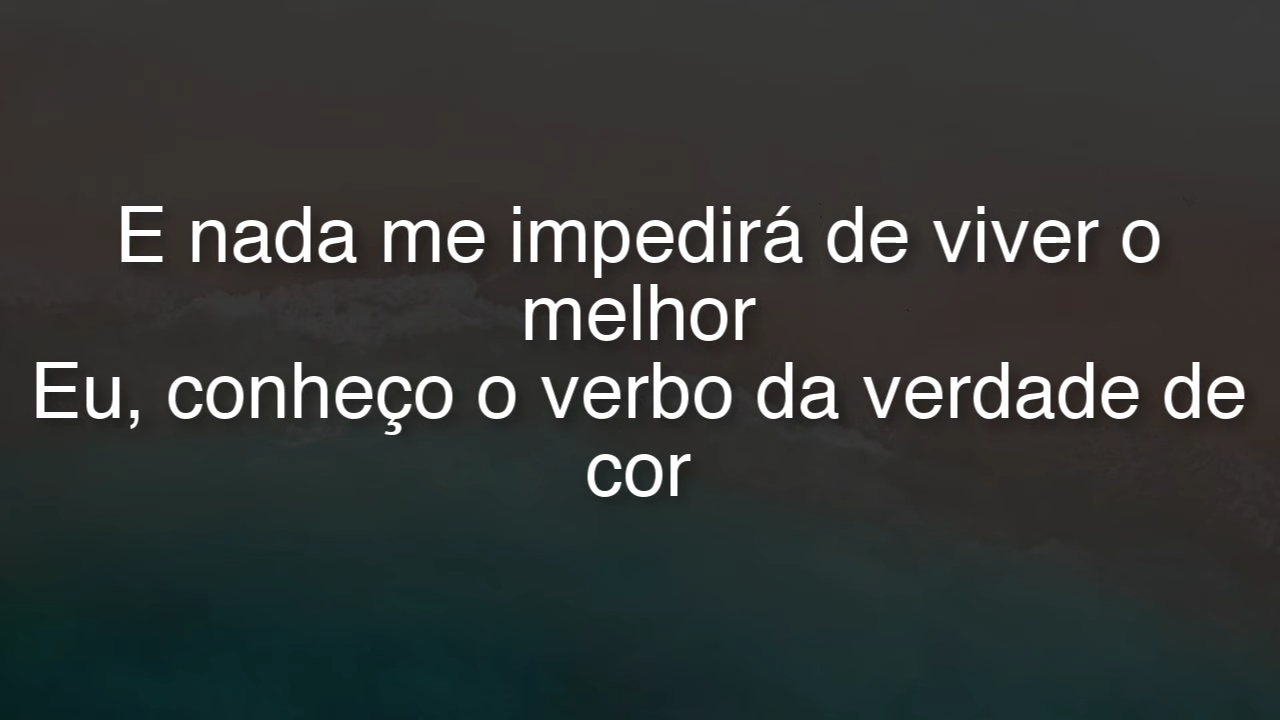 E nada me impedirá de viver o
melhor
Eu, conheço o verbo da verdade de
cor